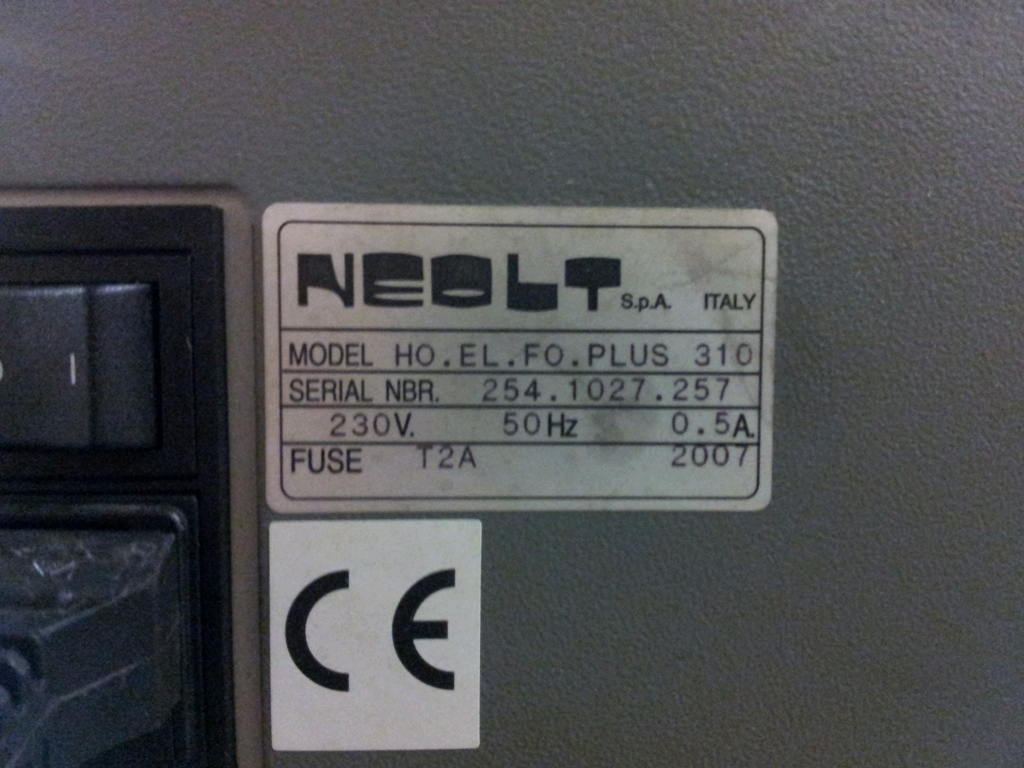 NEOLT S.p.A. ITALY
MODEL HO.EL.FO.PLUS 310
SERIAL NBR. 254.1027.257
230V. 50Hz 0.5A.
FUSE T2A 2007
I
CE